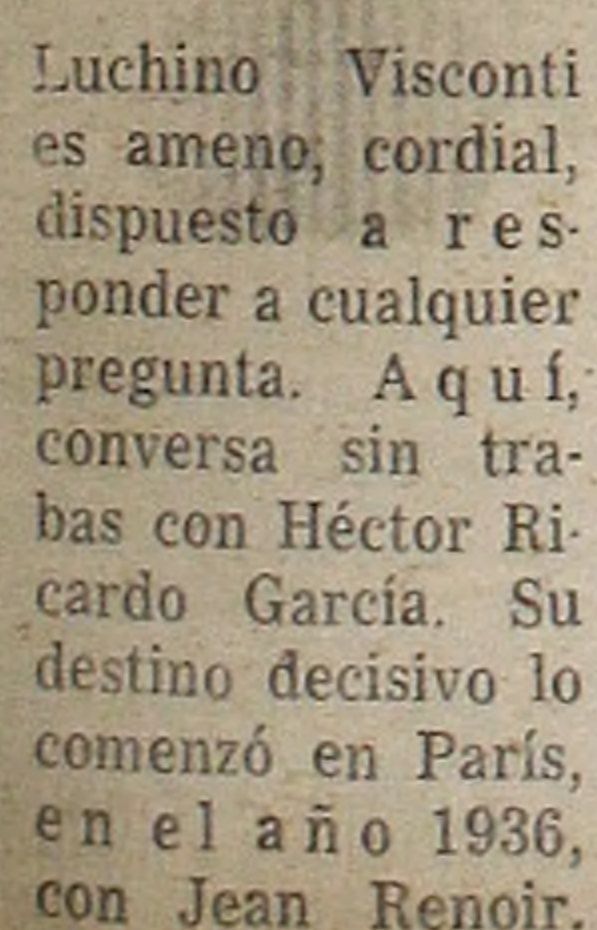 Luchino Visconti
es ameno, cordial,
dispuesto a res-
ponder a cualquier
pregunta. Aquí,
conversa sin tra-
bas con Héctor Ri-
cardo García. Su
destino decisivo lo
comenzó en París,
en el año 1936,
con Jean Renoir.